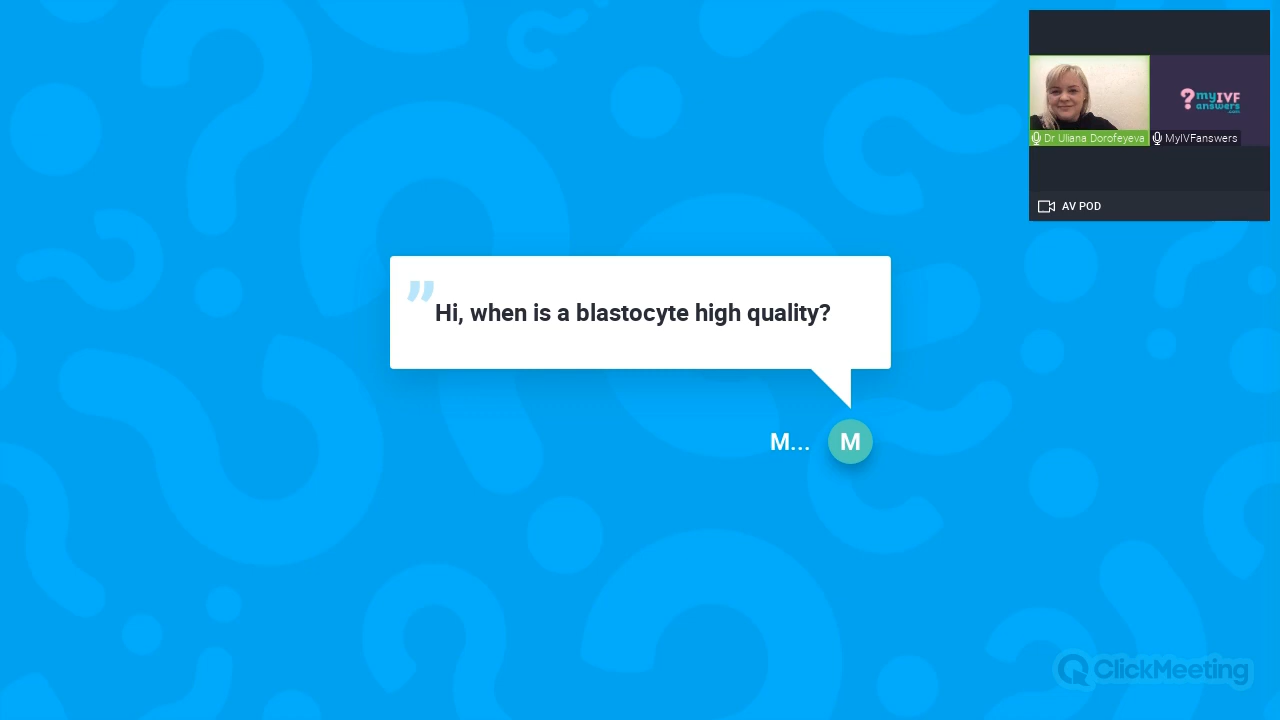 Dr Uliana Dorofeyeva
? myIVF
answers
MyIVFanswers
AV POD
” Hi, when is a blastocyte high quality?
M...
M
ClickMeeting